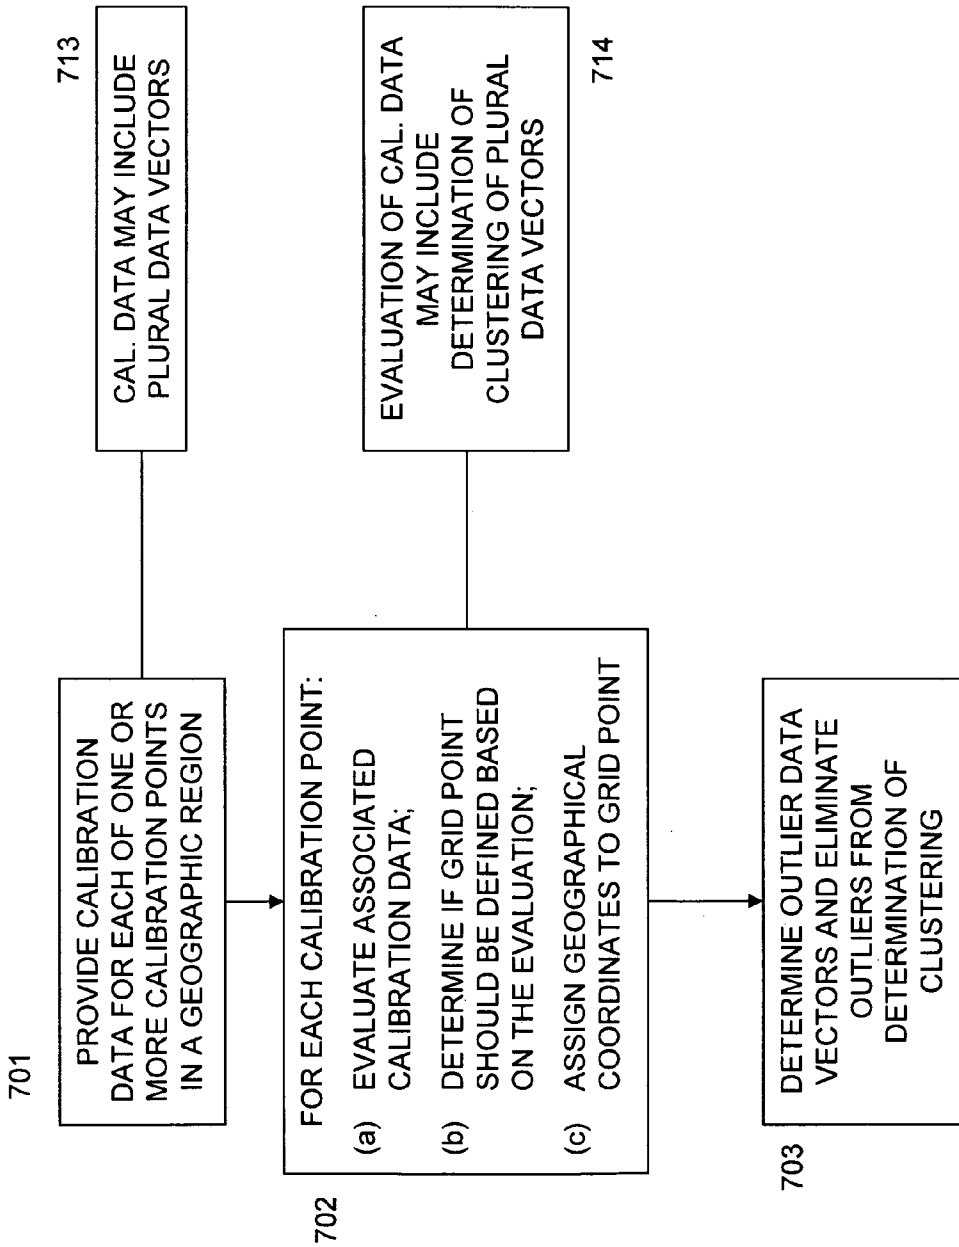 701
PROVIDE CALIBRATION
DATA FOR EACH OF ONE OR
MORE CALIBRATION POINTS
IN A GEOGRAPHIC REGION
713
CAL. DATA MAY INCLUDE
PLURAL DATA VECTORS
702
FOR EACH CALIBRATION POINT:
(a) EVALUATE ASSOCIATED
CALIBRATION DATA;
(b) DETERMINE IF GRID POINT
SHOULD BE DEFINED BASED
ON THE EVALUATION;
(c) ASSIGN GEOGRAPHICAL
COORDINATES TO GRID POINT
EVALUATION OF CAL. DATA
MAY INCLUDE
DETERMINATION OF
CLUSTERING OF PLURAL
DATA VECTORS
714
703
DETERMINE OUTLIER DATA
VECTORS AND ELIMINATE
OUTLIERS FROM
DETERMINATION OF
CLUSTERING